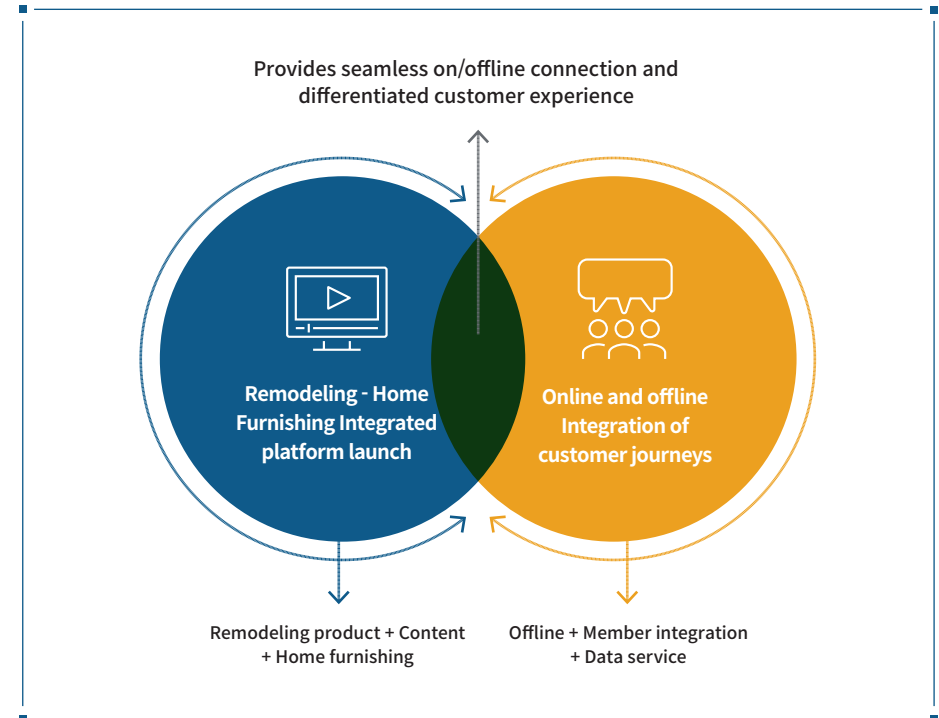 Provides seamless on/offline connection and
differentiated customer experience
Remodeling - Home
Furnishing Integrated
platform launch
Online and offline
Integration of
customer journeys
Remodeling product + Content
+ Home furnishing
Offline + Member integration
+ Data service